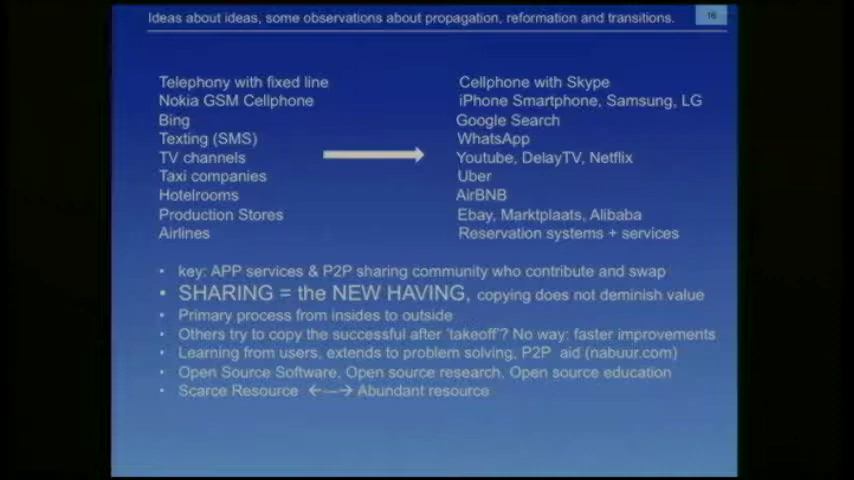 Ideas about ideas, some observations about propagation, reformation and transitions.
16
Telephony with fixed line
Cellphone with Skype
Nokia GSM Cellphone
iPhone Smartphone, Samsung, LG
Bing
Google Search
Texting (SMS)
WhatsApp
TV channels
Youtube, DelayTV, Netflix
Taxi companies
Uber
Hotelrooms
AirBNB
Production Stores
Ebay, Marktplaats, Alibaba
Airlines
Reservation systems + services
• key: APP services & P2P sharing community who contribute and swap
• SHARING = the NEW HAVING, copying does not deminish value
• Primary process from insides to outside
• Others try to copy the successful after 'takeoff'? No way: faster improvements
• Learning from users, extends to problem solving, P2P aid (nabuur.com)
• Open Source Software, Open source research, Open source education
• Scarce Resource ←—→ Abundant resource